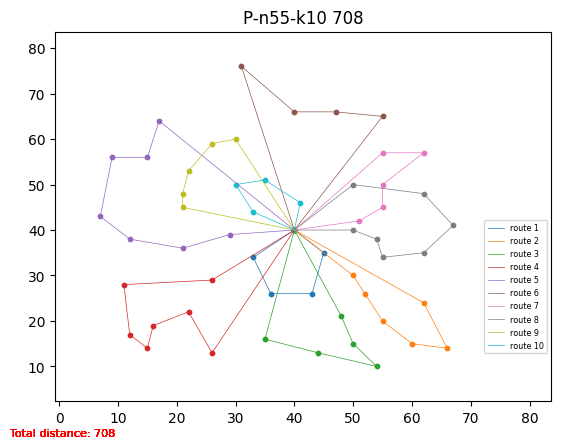 P-n55-k10 708
80
70
60
50
40
30
20
10
0 10 20 30 40 50 60 70 80
route 1
route 2
route 3
route 4
route 5
route 6
route 7
route 8
route 9
route 10
Total distance: 708